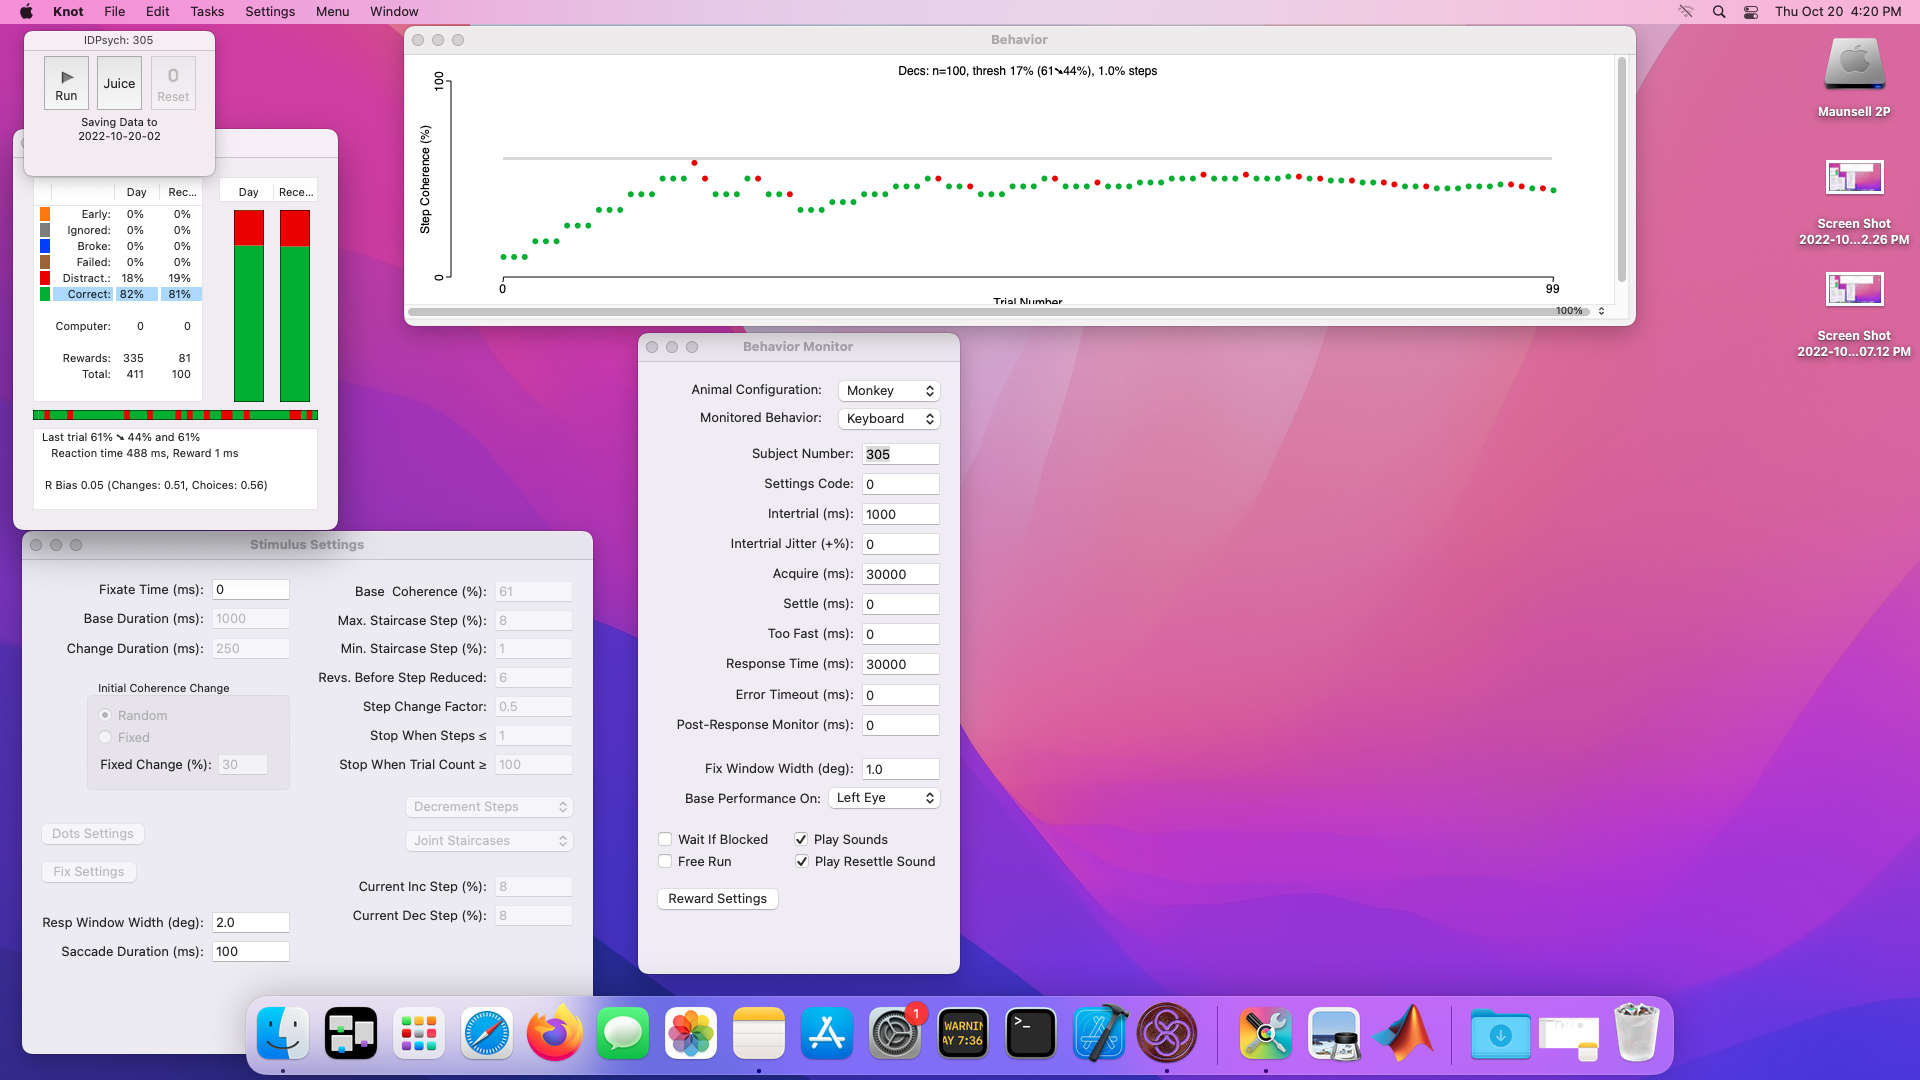 Knot File Edit Tasks Settings Menu Window
Thu Oct 20 4:20 PM
IDPsych: 305
Run
Juice
0
Reset
Saving Data to
2022-10-20-02
Day Rec... Day Rece...
Early: 0% 0%
Ignored: 0% 0%
Broke: 0% 0%
Failed: 0% 0%
Distract.: 18% 19%
Correct: 82% 81%
Computer: 0 0
Rewards: 335 81
Total: 411 100
Last trial 61% ➘ 44% and 61%
Reaction time 488 ms, Reward 1 ms
R Bias 0.05 (Changes: 0.51, Choices: 0.56)
Behavior
Decs: n=100, thresh 17% (61➘44%), 1.0% steps
Step Coherence (%)
100
0
0
99
Trial Number
100%
Maunsell 2P
Screen Shot
2022-10...2.26 PM
Screen Shot
2022-10...07.12 PM
Stimulus Settings
Fixate Time (ms): 0
Base Duration (ms): 1000
Change Duration (ms): 250
Initial Coherence Change
Random
Fixed
Fixed Change (%): 30
Dots Settings
Fix Settings
Resp Window Width (deg): 2.0
Saccade Duration (ms): 100
Base Coherence (%): 61
Max. Staircase Step (%): 8
Min. Staircase Step (%): 1
Revs. Before Step Reduced: 6
Step Change Factor: 0.5
Stop When Steps ≤ 1
Stop When Trial Count ≥ 100
Decrement Steps
Joint Staircases
Current Inc Step (%): 8
Current Dec Step (%): 8
Behavior Monitor
Animal Configuration: Monkey
Monitored Behavior: Keyboard
Subject Number: 305
Settings Code: 0
Intertrial (ms): 1000
Intertrial Jitter (+%): 0
Acquire (ms): 30000
Settle (ms): 0
Too Fast (ms): 0
Response Time (ms): 30000
Error Timeout (ms): 0
Post-Response Monitor (ms): 0
Fix Window Width (deg): 1.0
Base Performance On: Left Eye
Wait If Blocked
Play Sounds
Free Run
Play Resettle Sound
Reward Settings
1
WARNIN
AY 7:36
>_